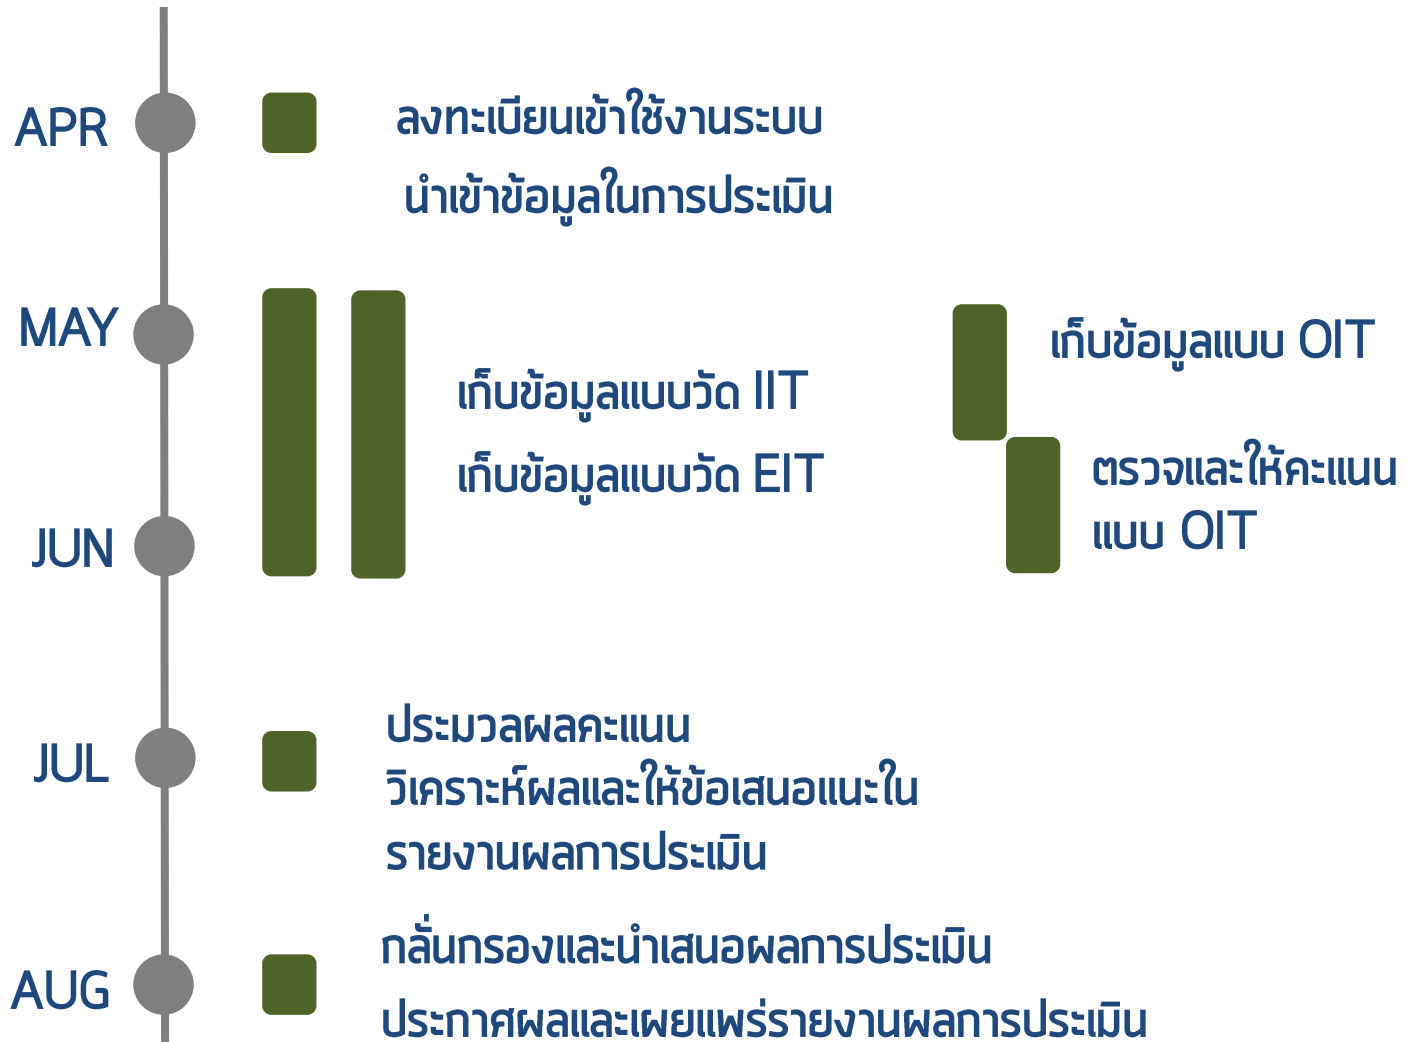 APR
ลงทะเบียนเข้าใช้งานระบบ
นำเข้าข้อมูลในการประเมิน
MAY
เก็บข้อมูลแบบวัด IIT
เก็บข้อมูลแบบวัด EIT
เก็บข้อมูลแบบ OIT
ตรวจและให้คะแนน
แบบ OIT
JUN
JUL
ประมวลผลคะแนน
วิเคราะห์ผลและให้ข้อเสนอแนะใน
รายงานผลการประเมิน
AUG
กลั่นกรองและนำเสนอผลการประเมิน
ประกาศผลและเผยแพร่รายงานผลการประเมิน